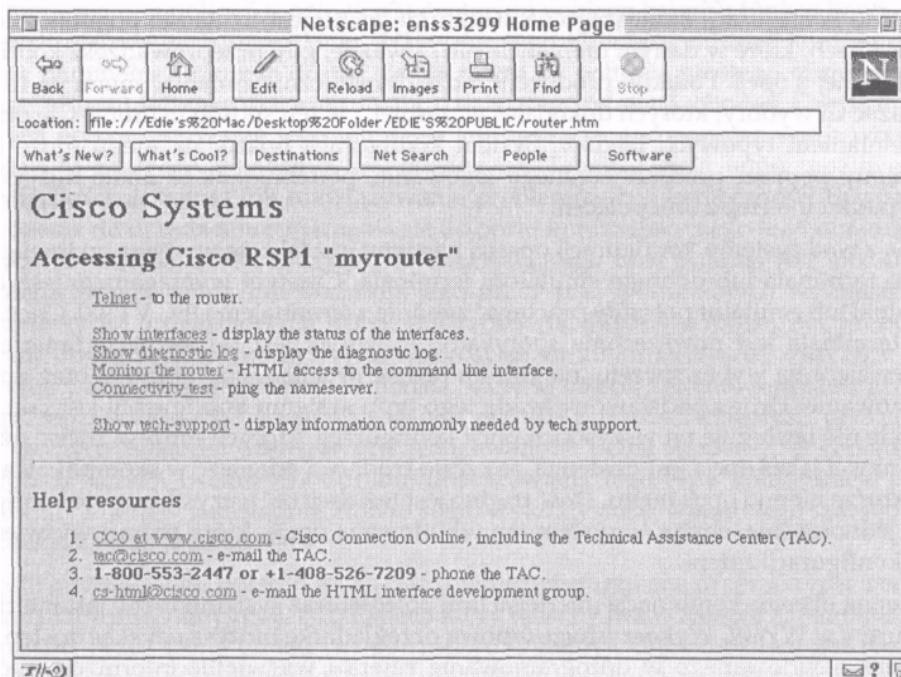 Netscape: enss3299 Home Page
Back Forward Home Edit Reload Images Print Find Stop
N
Location: file:///Edie's%20Mac/Desktop%20Folder/EDIE'S%20PUBLIC/router.htm
What's New? What's Cool? Destinations Net Search People Software
Cisco Systems
Accessing Cisco RSP1 "myrouter"
Telnet - to the router.
Show interfaces - display the status of the interfaces.
Show diagnostic log - display the diagnostic log.
Monitor the router - HTML access to the command line interface.
Connectivity test - ping the nameserver.
Show tech-support - display information commonly needed by tech support.
Help resources
1. CCO at www.cisco.com - Cisco Connection Online, including the Technical Assistance Center (TAC).
2. tac@cisco.com - e-mail the TAC.
3. 1-800-553-2447 or +1-408-526-7209 - phone the TAC.
4. cs-html@cisco.com - e-mail the HTML interface development group.
?